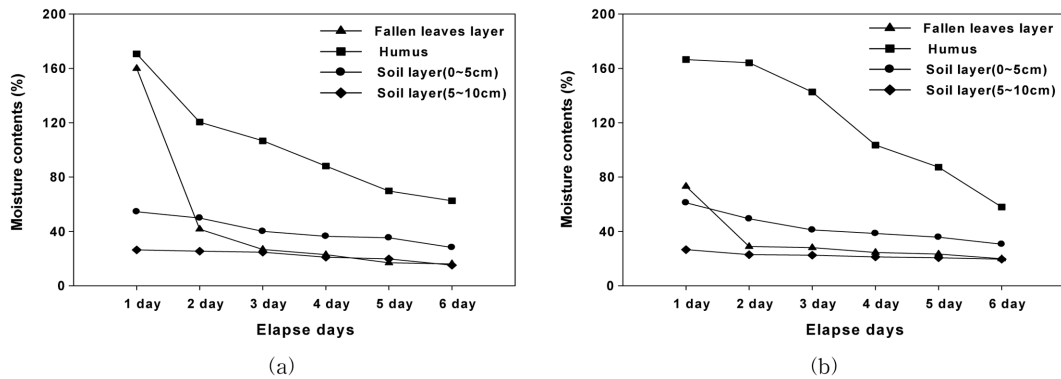 200
160
120
80
40
0
Moisture contents (%)
Fallen leaves layer
Humus
Soil layer(0~5cm)
Soil layer(5~10cm)
1 day 2 day 3 day 4 day 5 day 6 day
Elapse days
(a)
200
160
120
80
40
0
Moisture contents (%)
Fallen leaves layer
Humus
Soil layer(0~5cm)
Soil layer(5~10cm)
1 day 2 day 3 day 4 day 5 day 6 day
Elapse days
(b)